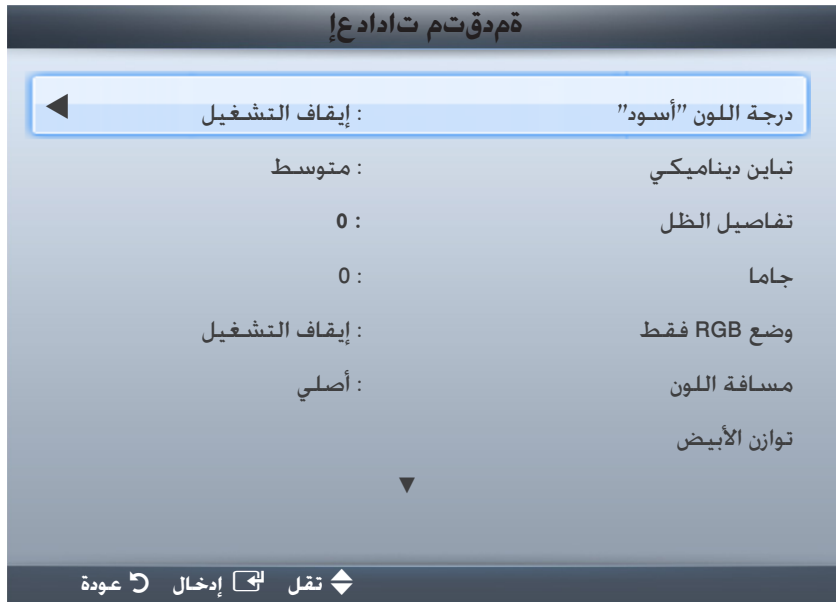 ةمدقتم تادادعإ
درجة اللون ”أسود” : إيقاف التشغيل ◀
تباين ديناميكي : متوسط
تفاصيل الظل : 0
جاما : 0
وضع RGB فقط : إيقاف التشغيل
مسافة اللون : أصلي
توازن الأبيض
▼
تقل إدخال عودة